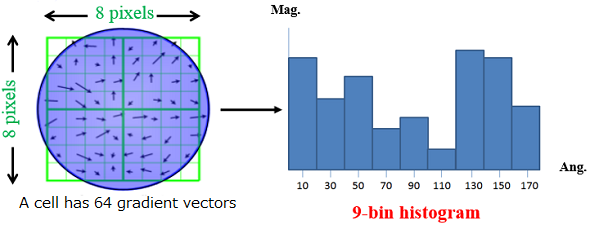 8 pixels
8 pixels
A cell has 64 gradient vectors
Mag.
10 30 50 70 90 110 130 150 170
Ang.
9-bin histogram